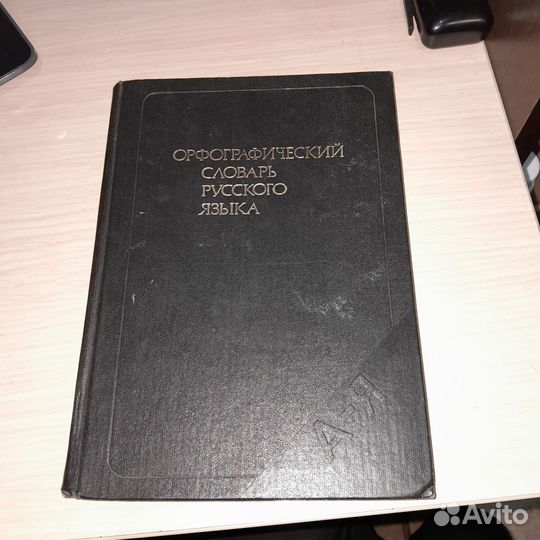 ОРФОГРАФИЧЕСКИЙ
СЛОВАРЬ
РУССКОГО
ЯЗЫКА
А-Я
Avito